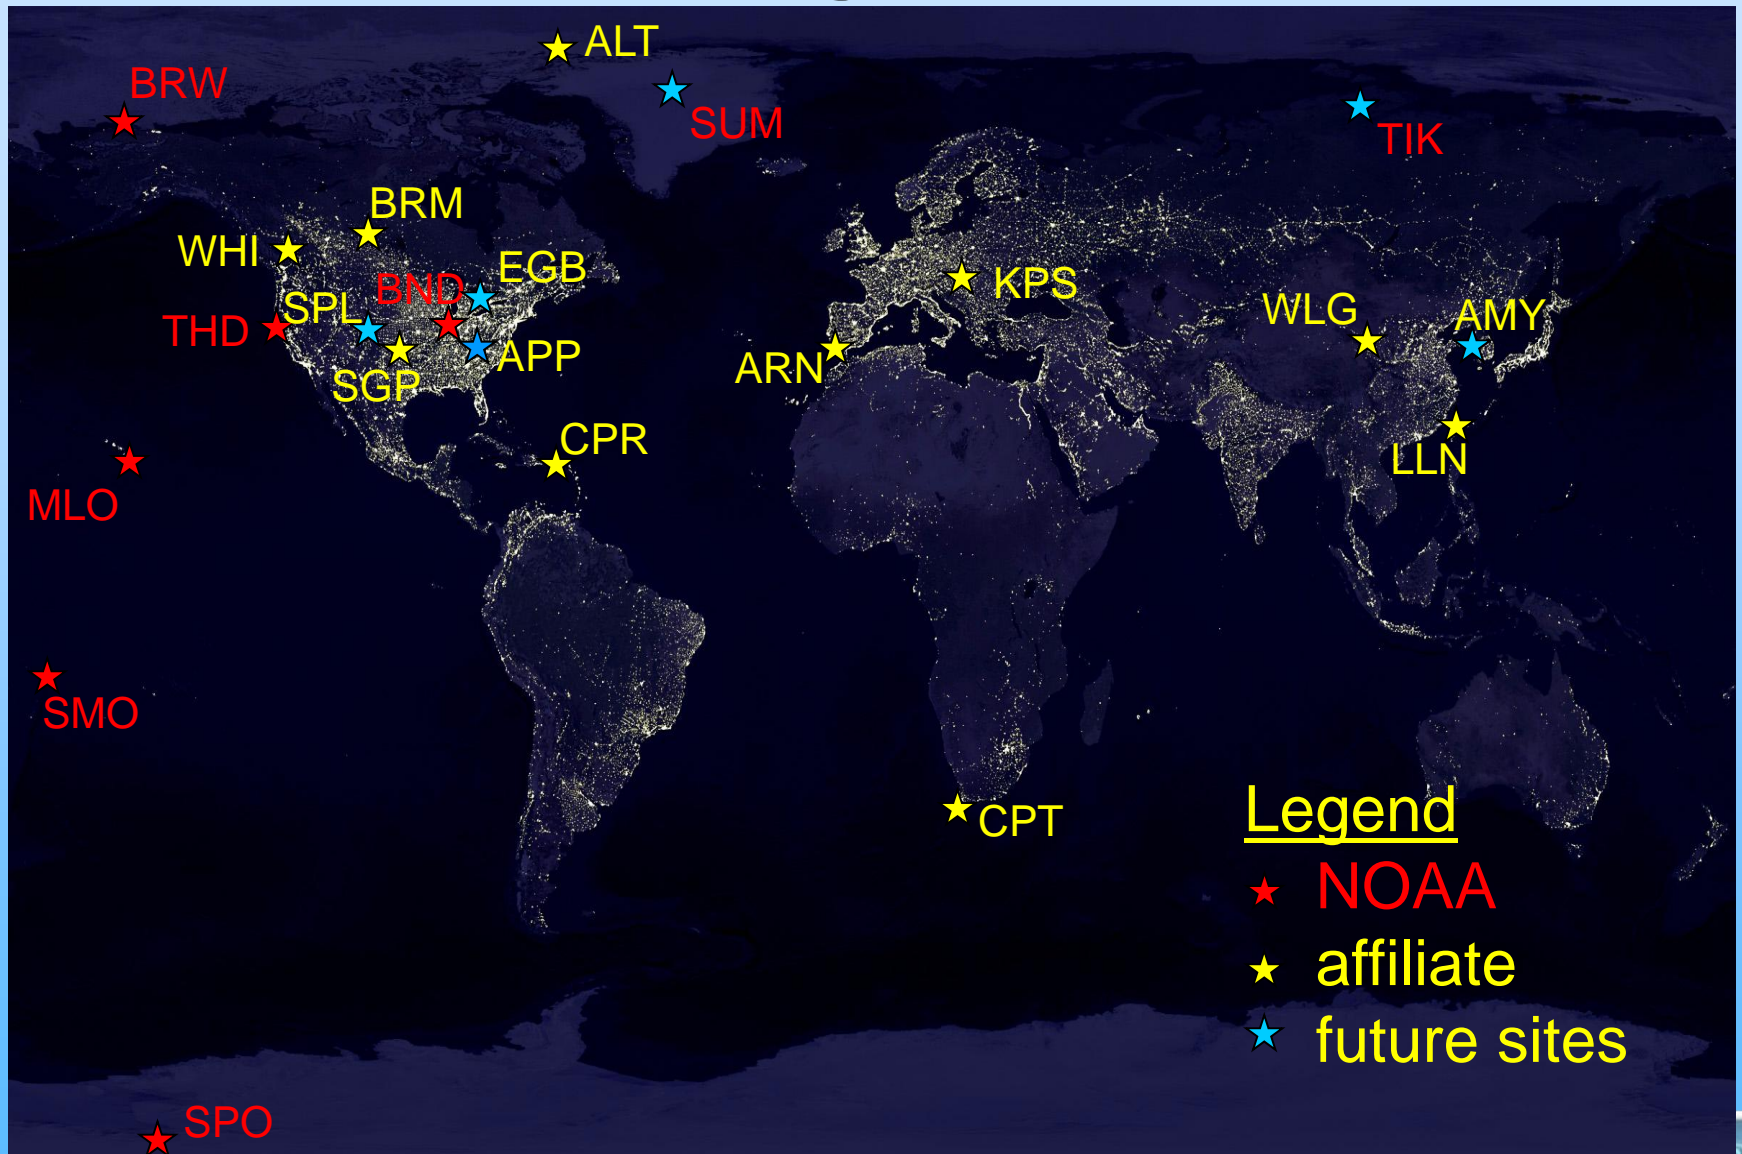 ALT
BRW
SUM
TIK
BRM
WHI
EGB
BND
KPS
SPL
WLG
AMY
THD
APP
ARN
SGP
CPR
LLN
MLO
SMO
CPT
Legend
NOAA
affiliate
future sites
SPO